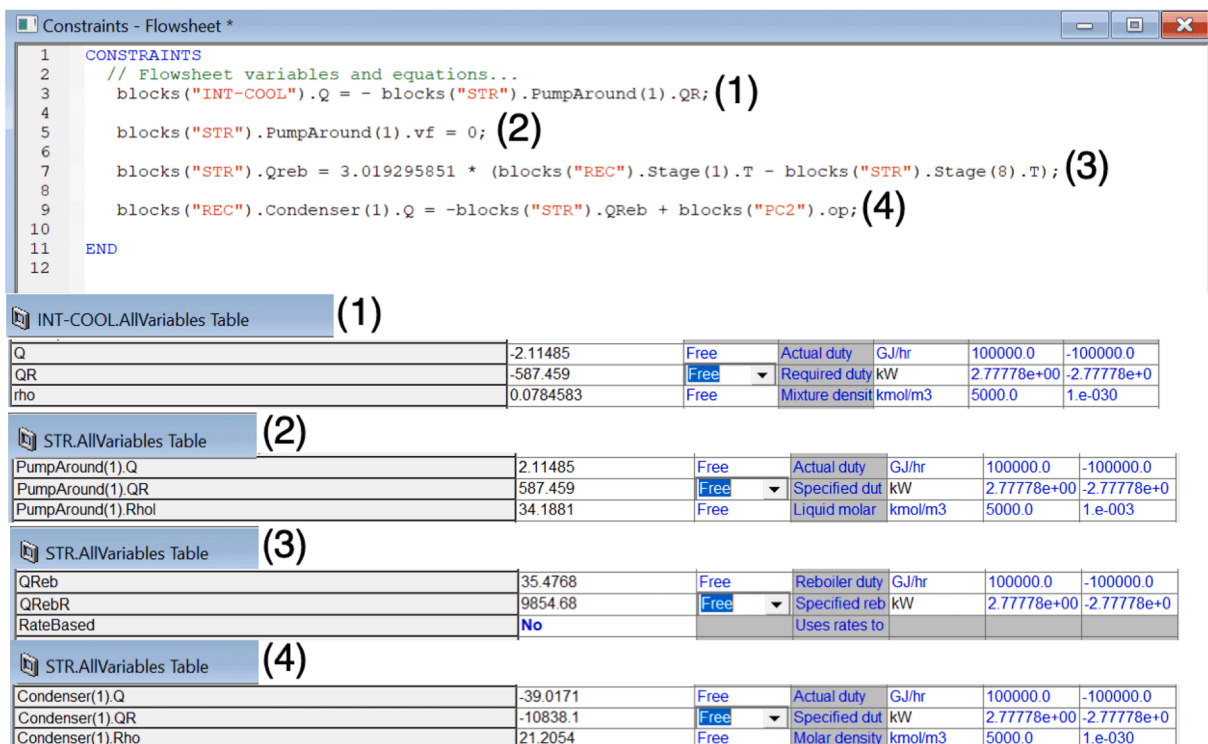 Constraints - Flowsheet *
1 CONSTRAINTS
2 // Flowsheet variables and equations...
3 blocks("INT-COOL").Q = - blocks("STR").PumpAround(1).QR; (1)
4
5 blocks("STR").PumpAround(1).vf = 0; (2)
6
7 blocks("STR").Qreb = 3.019295851 * (blocks("REC").Stage(1).T - blocks("STR").Stage(8).T); (3)
8
9 blocks("REC").Condenser(1).Q = -blocks("STR").QReb + blocks("PC2").op; (4)
10
11 END
12
INT-COOL.AllVariables Table (1)
Q -2.11485 Free Actual duty GJ/hr 100000.0 -100000.0
QR -587.459 Free Required duty kW 2.77778e+00 -2.77778e+0
rho 0.0784583 Free Mixture densit kmol/m3 5000.0 1.e-030
STR.AllVariables Table (2)
PumpAround(1).Q 2.11485 Free Actual duty GJ/hr 100000.0 -100000.0
PumpAround(1).QR 587.459 Free Specified dut kW 2.77778e+00 -2.77778e+0
PumpAround(1).Rhol 34.1881 Free Liquid molar kmol/m3 5000.0 1.e-003
STR.AllVariables Table (3)
QReb 35.4768 Free Reboiler duty GJ/hr 100000.0 -100000.0
QRebR 9854.68 Free Specified reb kW 2.77778e+00 -2.77778e+0
RateBased No Uses rates to
STR.AllVariables Table (4)
Condenser(1).Q -39.0171 Free Actual duty GJ/hr 100000.0 -100000.0
Condenser(1).QR -10838.1 Free Specified dut kW 2.77778e+00 -2.77778e+0
Condenser(1).Rho 21.2054 Free Molar density kmol/m3 5000.0 1.e-030